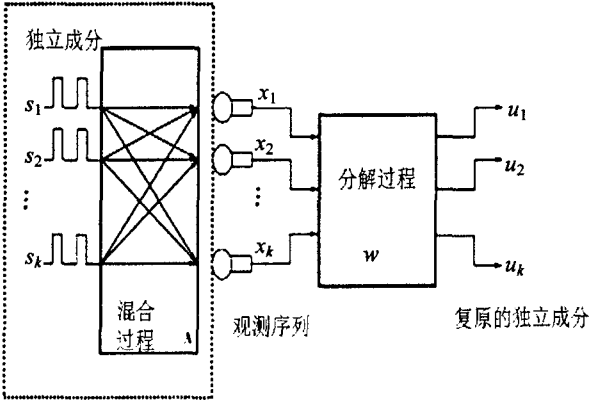 独立成分
s1
x1
u1
s2
x2
分解过程
u2
⋮
⋮
sk
xk
w
uk
混合
过程 A
观测序列
复原的独立成分